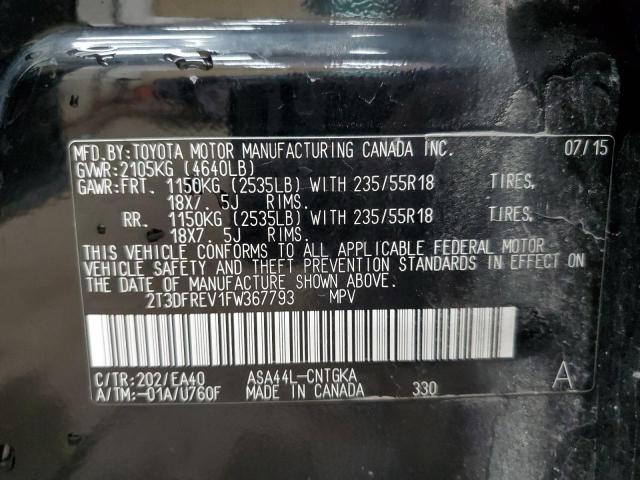 MFD.BY:TOYOTA MOTOR MANUFACTURING CANADA INC. 07/15
GVWR:2105KG (4640LB)
GAWR:FRT. 1150KG (2535LB) WITH 235/55R18 TIRES,
18X7. 5J RIMS.
RR. 1150KG (2535LB) WITH 235/55R18 TIRES,
18X7. 5J RIMS.
THIS VEHICLE CONFORMS TO ALL APPLICABLE FEDERAL MOTOR
VEHICLE SAFETY AND THEFT PREVENTION STANDARDS IN EFFECT ON
THE DATE OF MANUFACTURE SHOWN ABOVE.
2T3DFREV1FW367793 MPV
C/TR:202/EA40 ASA44L-CNTGKA A
A/TM:-01A/U760F MADE IN CANADA 330